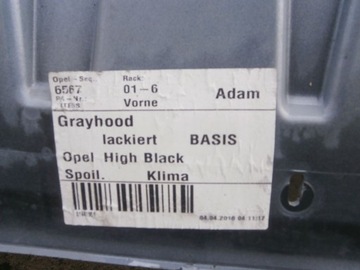 Opel-Seq. Rack:
6567 01-6 Adam
Vorne
Grayhood
lackiert BASIS
Opel High Black
Spoil. Klima